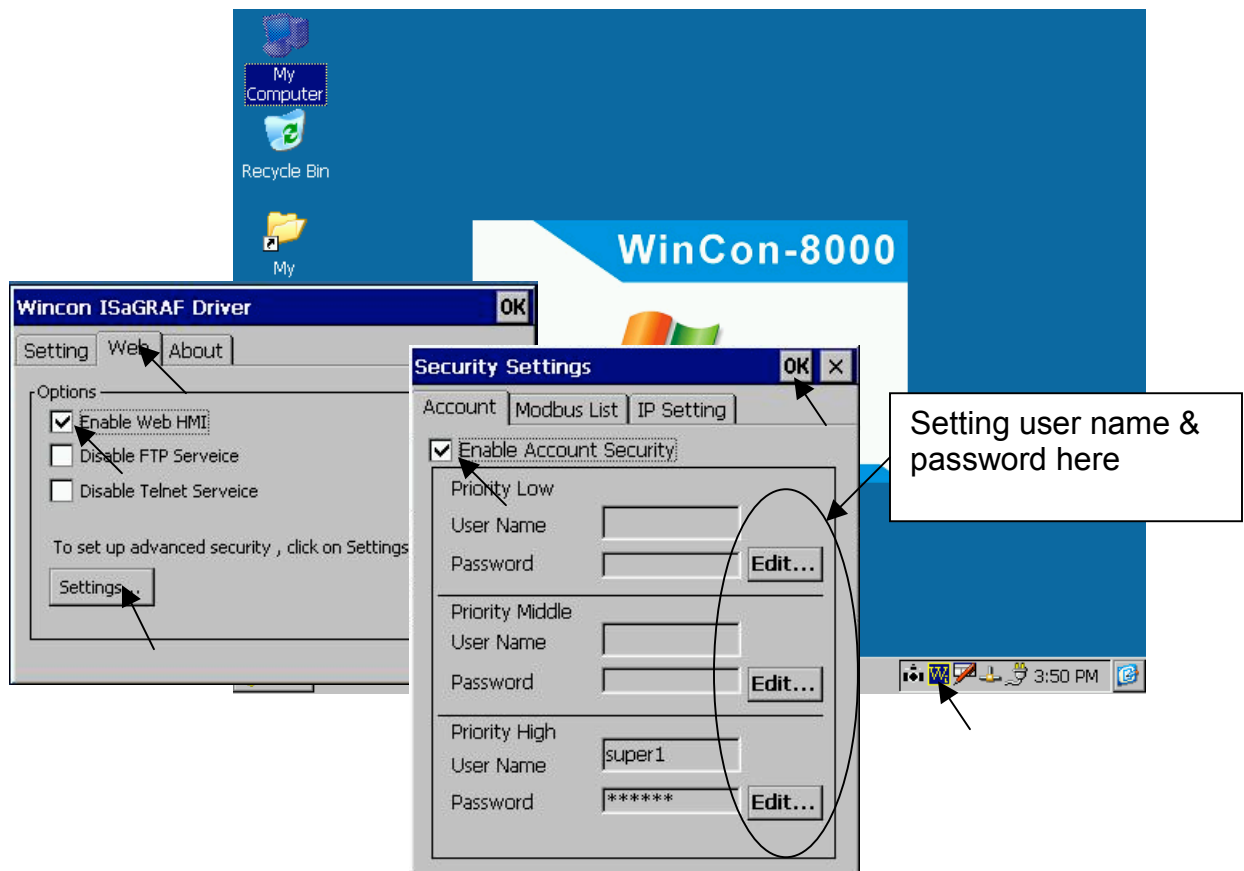 My
Computer
Recycle Bin
My
WinCon-8000
Wincon ISaGRAF Driver OK
Setting Web About
Options
Enable Web HMI
Disable FTP Serveice
Disable Telnet Serveice
To set up advanced security , click on Settings
Settings...
Security Settings OK ×
Account Modbus List IP Setting
Enable Account Security
Priority Low
User Name
Password Edit...
Priority Middle
User Name
Password Edit...
Priority High
User Name super1
Password ****** Edit...
Setting user name &
password here
3:50 PM